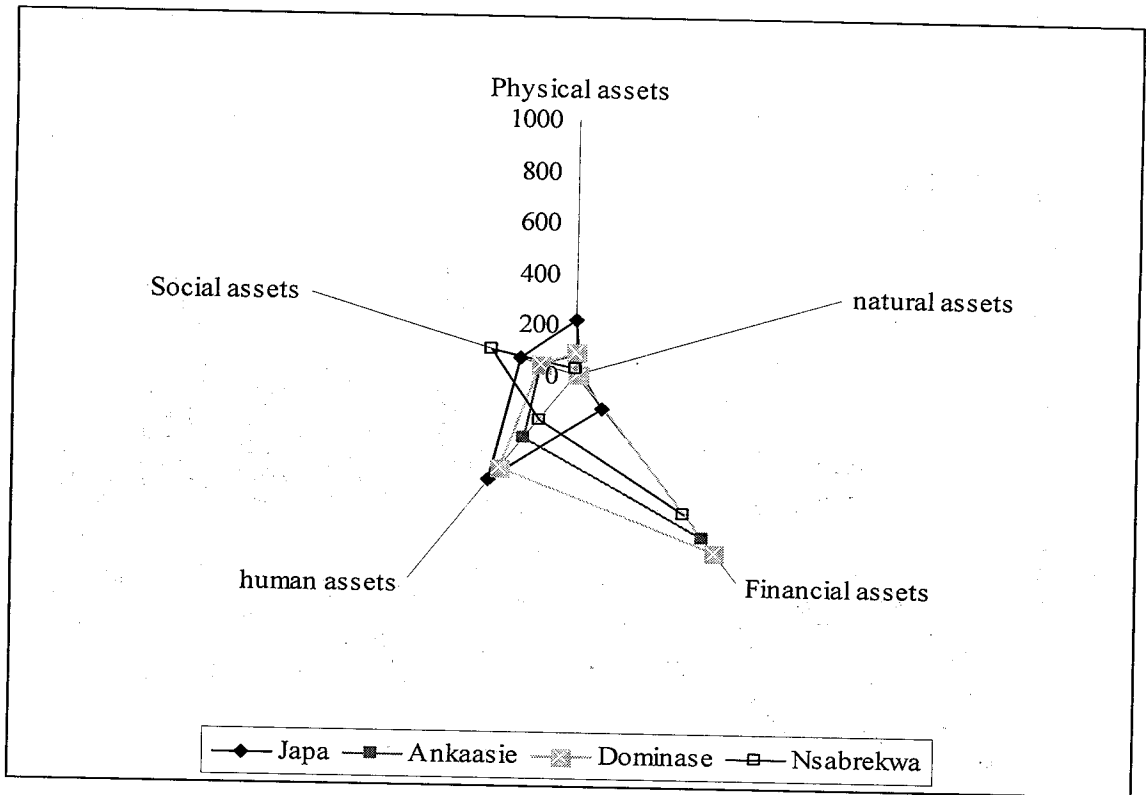 Physical assets
1000
800
600
400
200
0
Social assets
natural assets
human assets
Financial assets
Japa Ankaasie Dominase Nsabrekwa